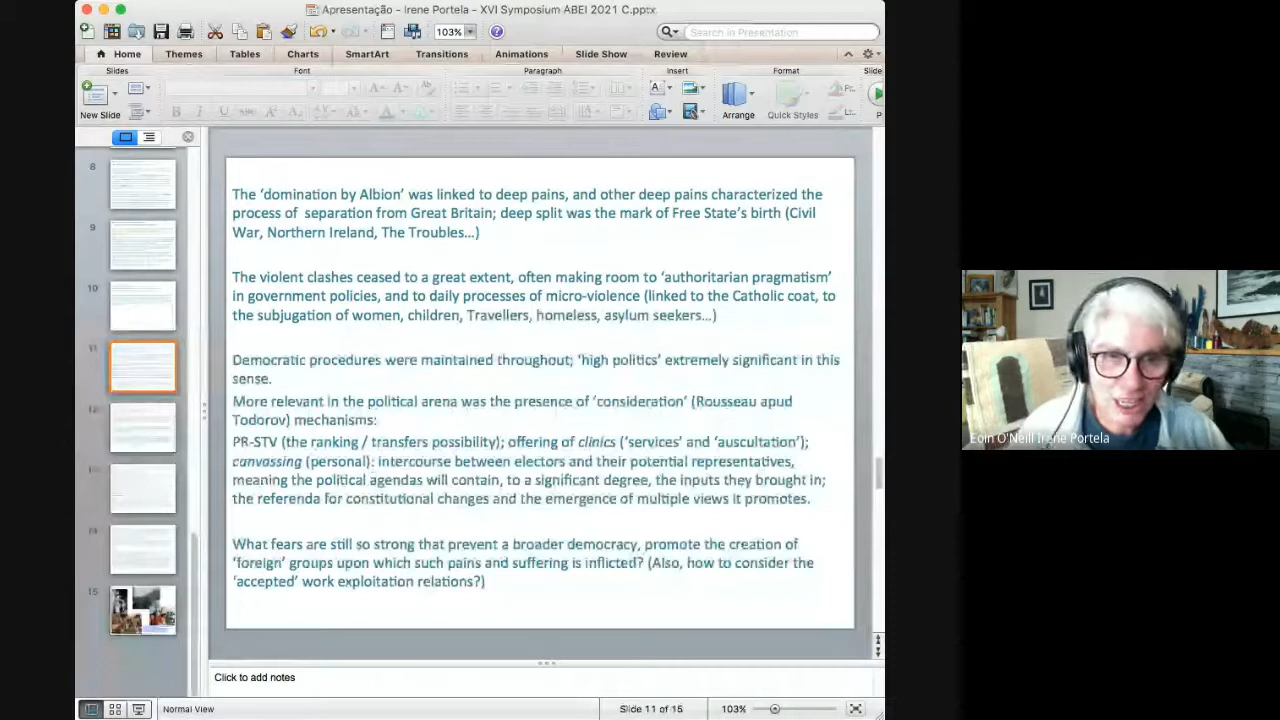 Apresentação - Irene Portela - XVI Symposium ABEI 2021 C.pptx
103%
Search in Presentation
Home
Themes
Tables
Charts
SmartArt
Transitions
Animations
Slide Show
Review
Slides
Font
Paragraph
Insert
Format
Slide
New Slide
Arrange
Quick Styles
8
9
10
11
12
14
15
The ‘domination by Albion’ was linked to deep pains, and other deep pains characterized the
process of separation from Great Britain; deep split was the mark of Free State’s birth (Civil
War, Northern Ireland, The Troubles...)
The violent clashes ceased to a great extent, often making room to ‘authoritarian pragmatism’
in government policies, and to daily processes of micro-violence (linked to the Catholic coat, to
the subjugation of women, children, Travellers, homeless, asylum seekers...)
Democratic procedures were maintained throughout; ‘high politics’ extremely significant in this
sense.
More relevant in the political arena was the presence of ‘consideration’ (Rousseau apud
Todorov) mechanisms:
PR-STV (the ranking / transfers possibility); offering of clinics (‘services’ and ‘auscultation’);
canvassing (personal): intercourse between electors and their potential representatives,
meaning the political agendas will contain, to a significant degree, the inputs they brought in;
the referenda for constitutional changes and the emergence of multiple views it promotes.
What fears are still so strong that prevent a broader democracy, promote the creation of
‘foreign’ groups upon which such pains and suffering is inflicted? (Also, how to consider the
‘accepted’ work exploitation relations?)
Click to add notes
Normal View
Slide 11 of 15
103%
Eoin O'Neill Irene Portela